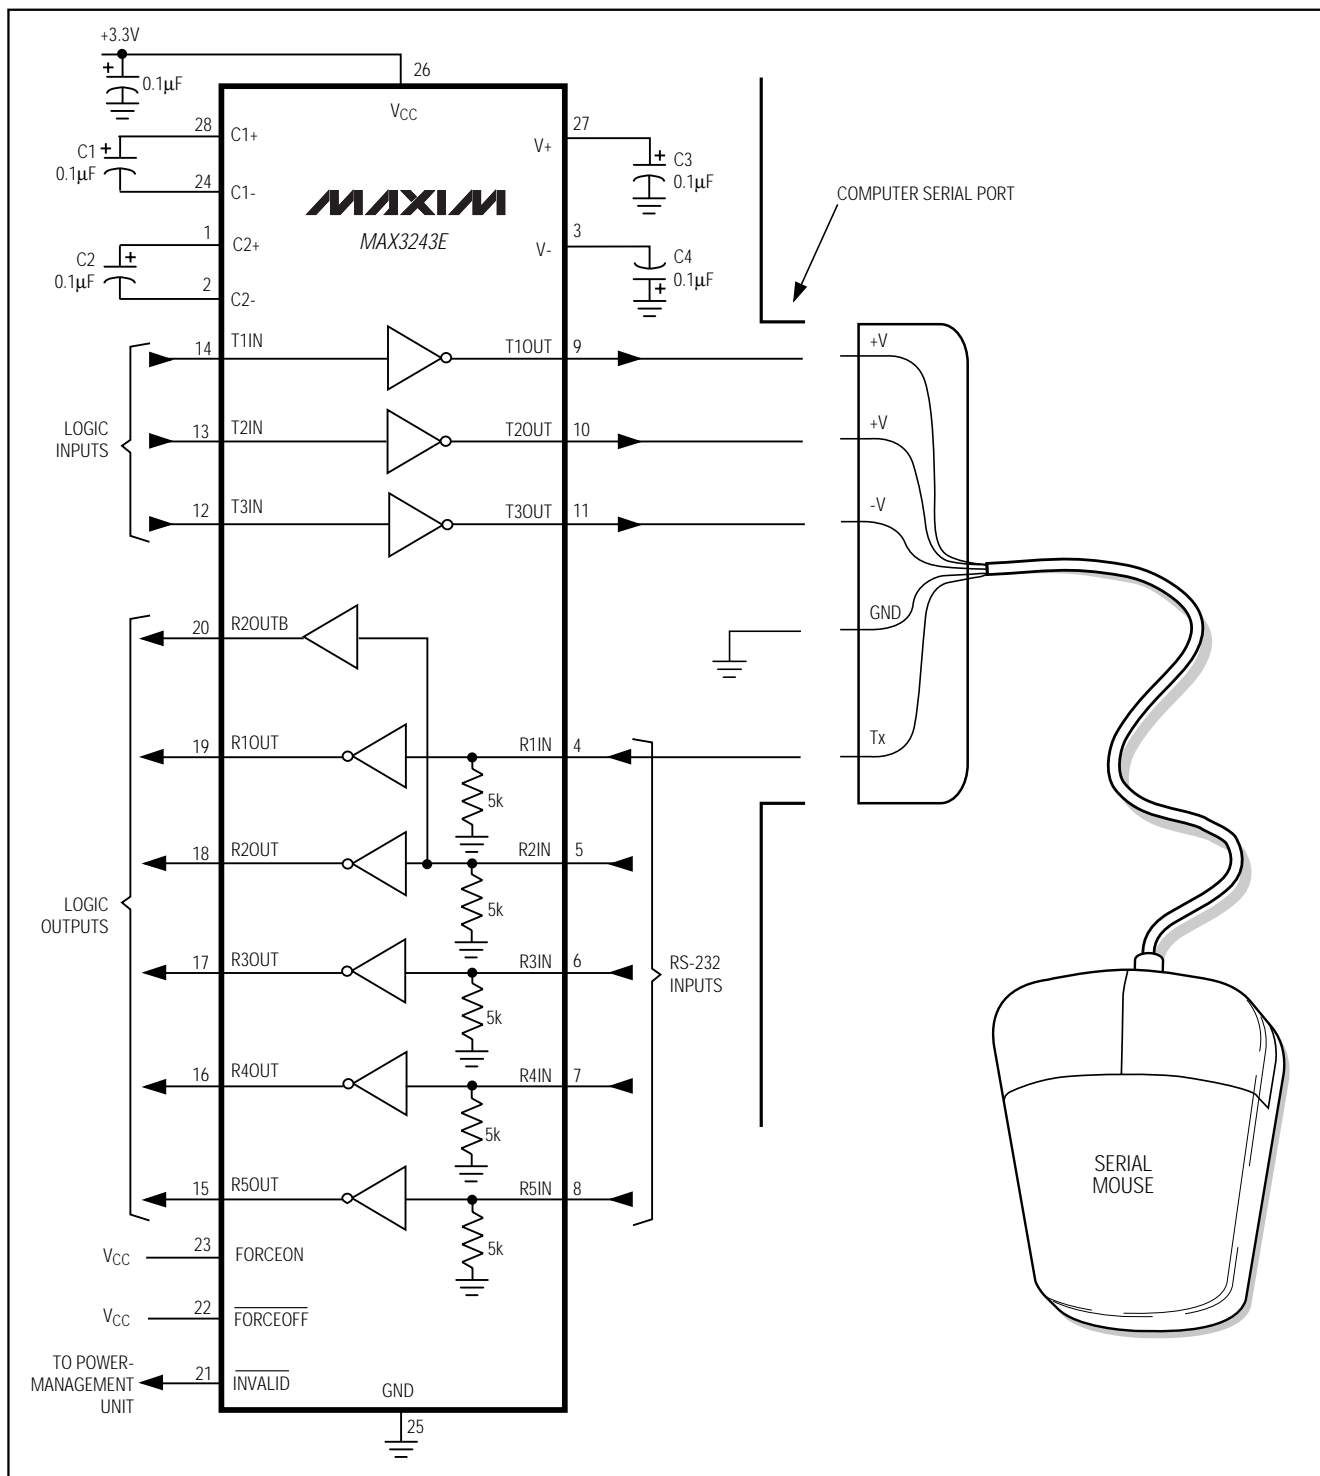 +3.3V
0.1µF
26
VCC
28
C1+
C1
0.1µF
24
C1-
27
V+
C3
0.1µF
MAXIM
MAX3243E
1
C2+
C2
0.1µF
2
C2-
3
V-
C4
0.1µF
COMPUTER SERIAL PORT
LOGIC
INPUTS
14
T1IN
T1OUT
9
+V
13
T2IN
T2OUT
10
+V
12
T3IN
T3OUT
11
-V
20
R2OUTB
GND
LOGIC
OUTPUTS
19
R1OUT
R1IN
4
Tx
5k
18
R2OUT
R2IN
5
5k
17
R3OUT
R3IN
6
5k
RS-232
INPUTS
16
R4OUT
R4IN
7
5k
15
R5OUT
R5IN
8
5k
SERIAL
MOUSE
VCC
23
FORCEON
VCC
22
FORCEOFF
TO POWER-
MANAGEMENT
UNIT
21
INVALID
GND
25